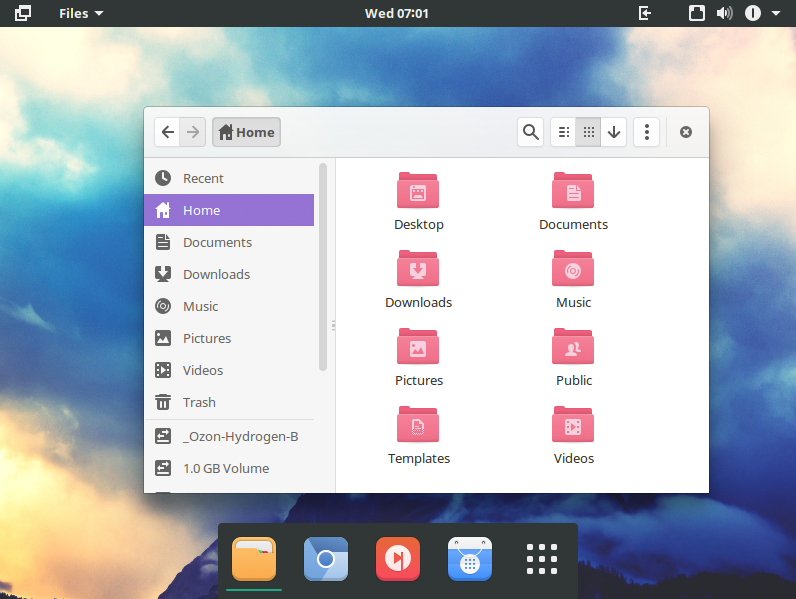 Files
Wed 07:01
Home
Recent
Home
Documents
Downloads
Music
Pictures
Videos
Trash
_Ozon-Hydrogen-B
1.0 GB Volume
Desktop
Documents
Downloads
Music
Pictures
Public
Templates
Videos